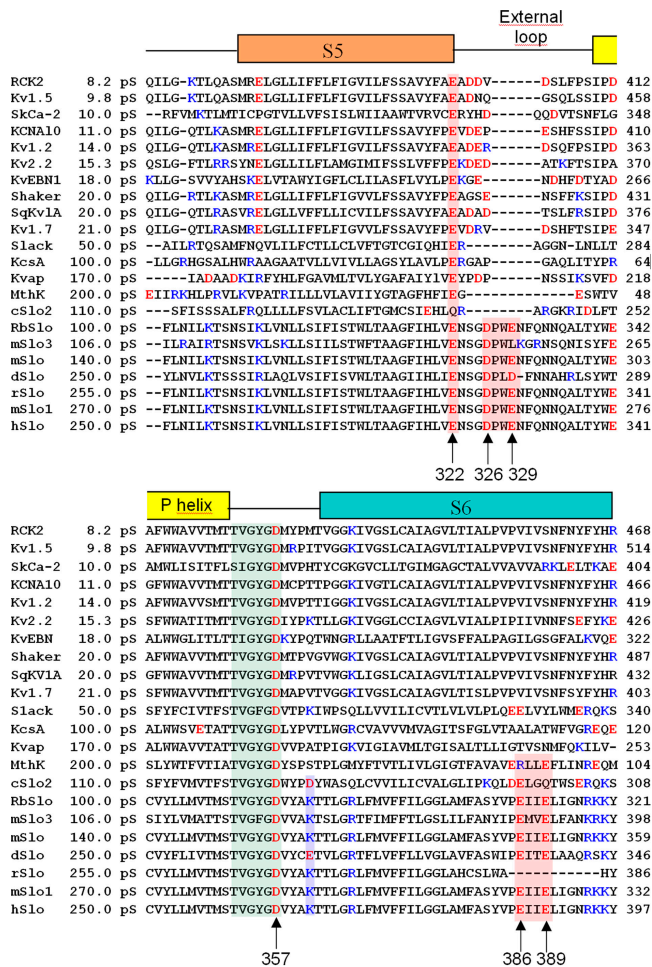 External
loop
S5
RCK2 8.2 pS QILG-KTLQASMRELGLLIFFLFIGVILFSSAVYFAEADDV------DSLFPSIPD 412
Kv1.5 9.8 pS QILG-KTLQASMRELGLLIFFLFIGVILFSSAVYFAEADNQ------GSQLSSIPD 458
SkCa-2 10.0 pS --RFVMKTLMTICPGTVLLVFSISLWIIAAWTVRVCERYHD------QQDVTSNFLG 348
KCNA10 11.0 pS QILG-QTLKASMRELGLLIFFLFIGVILFSSAVYFAEVDEP------ESHFSSIPD 410
Kv1.2 14.0 pS QILG-QTLKASMRELGLLIFFLFIGVILFSSAVYFAEADER------DSQFPSIPD 363
Kv2.2 15.3 pS QSLG-FTLRRSYNELGLLILFLAMGIMIFSSLVFFAEKDED------ATKFTSIPA 370
KvEBN1 18.0 pS KLLG-SVVYAHSKELVTAWYIGFLCLILASFLVYLPEKGE------NDHFDTYAD 266
Shaker 20.0 pS QILG-RTLKASMRELGLLIFFLFIGVVLFSSAVYFAEAGSE------NSFFKSIPD 431
SqKv1A 20.0 pS QILG-QTLRASVRELGLLIFFLVIGVVLFSSAVYFAEADAD------TSLFRSIPD 376
Kv1.7 21.0 pS QILG-QTLRASMRELGLLIFFLFIGVVLFSSAVYFAEVDRV------DSHFTSIPE 347
Slack 50.0 pS --AILRTQSAMFNQVLILFCTLLCLVFTGTCGIQHIER--------AGGN-LNLLT 284
KcsA 100.0 pS --LLGRHGSALHWRAAGAATVLLVIVLLAGSYLAVLAERGAP------GAQLITYPR 64
Kvap 170.0 pS ------IADAADKIRFYHLFGAVMLTVLYGAFAIYIVEYPDP------NSSIKSVFD 218
MthK 200.0 pS EIIRKHLPRVLKVPATRIILLVLAVIIYGTAGFHFIEG----------ESWTV 48
cSlo2 110.0 pS --SFISSSALFRQLLLLFSVLACLIFTGMCSIEHLQR---------ARGKRIDLFT 252
RbSlo 100.0 pS --FLNILKTSNSIKLVNLLSIFISTWLTAAGFIHLVENSGDPWENFQNNQALTYWE 342
mSlo3 106.0 pS --ILRAIRTSNSVKLSKLLSIVISTWFTAAGFLHLVENSGDPWLKGRNSQNISYFE 265
mSlo 140.0 pS --FLNILKTSNSIKLVNLLSIFISTWLTAAGFIHLVENSGDPWENFQNNQALTYWE 303
dSlo 250.0 pS --YLNVLKTSNSIRLAQLVSIFISVWLTAAGIIHLLENSGDPLD-FNNAHRLSYWT 289
rSlo 255.0 pS --FLNILKTSNSIKLVNLLSIFISTWLTAAGFIHLVENSGDPWENFQNNQALTYWE 341
mSlo1 270.0 pS --FLNILKTSNSIKLVNLLSIFISTWLTAAGFIHLVENSGDPWENFQNNQALTYWE 276
hSlo 250.0 pS --FLNILKTSNSIKLVNLLSIFISTWLTAAGFIHLVENSGDPWENFQNNQALTYWE 341
322 326 329
P helix S6
RCK2 8.2 pS AFWWAVVTMTTVGYGDMYPMTVGGKIVGSLCAIAGVLTIALPVPVIVSNFNYFYHR 468
Kv1.5 9.8 pS AFWWAVVTMTTVGYGDMRPITVGGKIVGSLCAIAGVLTIALPVPVIVSNFNYFYHR 514
SkCa-2 10.0 pS AMWLISITFLSIGYGDMVPHTYCGKGVCLLTGIMGAGCTALVVAVVARKLELTKAE 404
KCNA10 11.0 pS GFWWAVVTMTTVGYGDMCPTTPGGKIVGTLCAIAGVLTIALPVPVIVSNFNYFYHR 466
Kv1.2 14.0 pS AFWWAVVSMTTVGYGDMVPTTIGGKIVGSLCAIAGVLTIALPVPVIVSNFNYFYHR 419
Kv2.2 15.3 pS SFWWATITMTTVGYGDIYPKTLLGKIVGGLCCIAGVLVIALPIPIIVNNFSEFYKE 426
KvEBN 18.0 pS ALWWGLITLTTIGYGDKYPQTWNGRLLAATFTLIGVSFFALPAGILGSGFALKVQE 322
Shaker 20.0 pS AFWWAVVTMTTVGYGDMTPVGVWGKIVGSLCAIAGVLTIALPVPVIVSNFNYFYHR 487
SqKV1A 20.0 pS GFWWAVVTMTTVGYGDMRPVTVWGKLVGSLCAIAGVLTIALPVPVIVSNFNYFYHR 432
Kv1.7 21.0 pS AFWWAVVTMTTVGYGDMAPVTVGGKIVGSLCAIAGVLTISLPVPVIVSNFSYFYHR 403
Slack 50.0 pS SFYFCIVTFSTVGFGDVTPKIWPSQLLVVIMICVTLVVLPLQEELVYLWMERQKS 340
KcsA 100.0 pS ALWWSVETATTVGYGDLYPVTLWGRCVAVVVMVAGITSFGLVTAALATWFVGREQE 120
Kvap 170.0 pS ALWWAVVTATTVGYGDVVPATPIGKVIGIAVMLTGISALTLLIGTVSNMFQKILV- 253
MthK 200.0 pS SLYWTFVTIATVGYGDYSPSTPLGMYFTVTLIVLGIGTFAVAVERLLEFLINREQM 104
cSlo2 110.0 pS SFYFVMVTFSTVGYGDWYPDYWASQLCVVILICVALGLIPKQLDELGQTWSERQKS 308
RbSlo 100.0 pS CVYLLMVTMSTVGYGDVYAKTTLGRLFMVFFILGGLAMFASYVPEIIELIGNRKKY 321
mSlo3 106.0 pS SIYLVMATTSTVGFGDVVAKTSLGRIFIVFFTLGSLILFANYIPEMVELFANKRKY 398
mSlo 140.0 pS CVYLLMVTMSTVGYGDVYAKTTLGRLFMVFFILGGLAMFASYVPEIIELIGNRKKY 359
dSlo 250.0 pS CVYFLIVTMSTVGYGDVYCETVLGRTFLVFFLLVGLAVFASWIPEITELAAQRSKY 346
rSlo 255.0 pS CVYLLMVTMSTVGYGDVYAKTTLGRLFMVFFILGGLAHCSLWA------------HY 386
mSlo1 270.0 pS CVYLLMVTMSTVGYGDVYAKTTLGRLFMVFFILGGLAMFASYVPEIIELIGNRKKY 332
hSlo 250.0 pS CVYLLMVTMSTVGYGDVYAKTTLGRLFMVFFILGGLAMFASYVPEIIELIGNRKKY 397
357 386 389